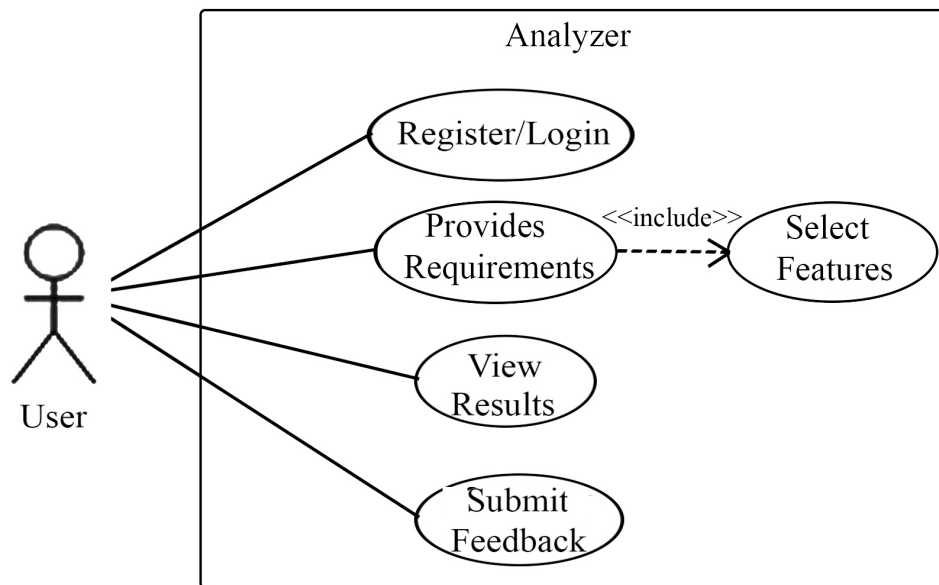 Analyzer
Register/Login
Provides
Requirements
<<include>>
Select
Features
View
Results
User
Submit
Feedback